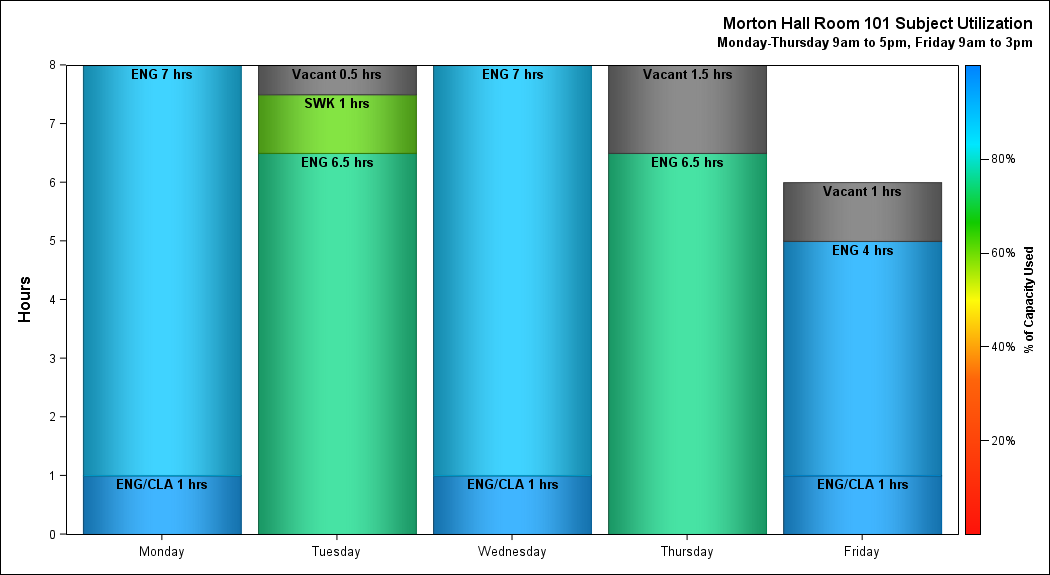 Morton Hall Room 101 Subject Utilization
Monday-Thursday 9am to 5pm, Friday 9am to 3pm
Hours
8
7
6
5
4
3
2
1
0
ENG 7 hrs
ENG/CLA 1 hrs
Vacant 0.5 hrs
SWK 1 hrs
ENG 6.5 hrs
ENG 7 hrs
ENG/CLA 1 hrs
Vacant 1.5 hrs
ENG 6.5 hrs
Vacant 1 hrs
ENG 4 hrs
ENG/CLA 1 hrs
Monday
Tuesday
Wednesday
Thursday
Friday
80%
60%
40%
20%
% of Capacity Used